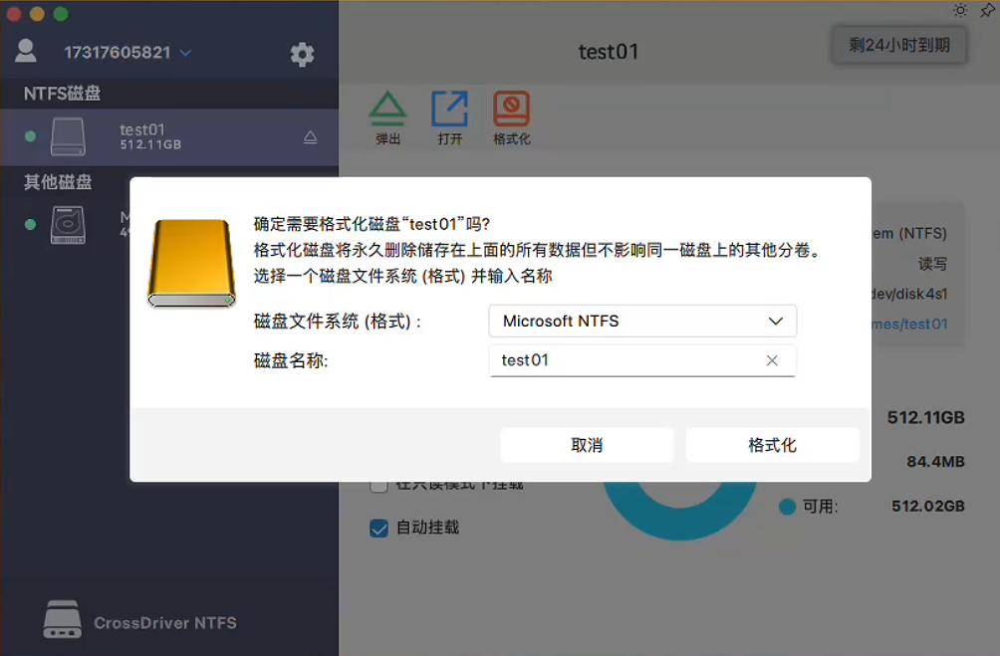 17317605821
test01
剩24小时到期
NTFS磁盘
弹出
打开
格式化
test01
512.11GB
其他磁盘
确定需要格式化磁盘“test01”吗?
格式化磁盘将永久删除储存在上面的所有数据但不影响同一磁盘上的其他分卷。
选择一个磁盘文件系统 (格式) 并输入名称
磁盘文件系统 (格式) :
Microsoft NTFS
磁盘名称:
test01
取消
格式化
em (NTFS)
读写
dev/disk4s1
mes/test01
512.11GB
84.4MB
在只读模式下挂载
可用:
512.02GB
自动挂载
CrossDriver NTFS